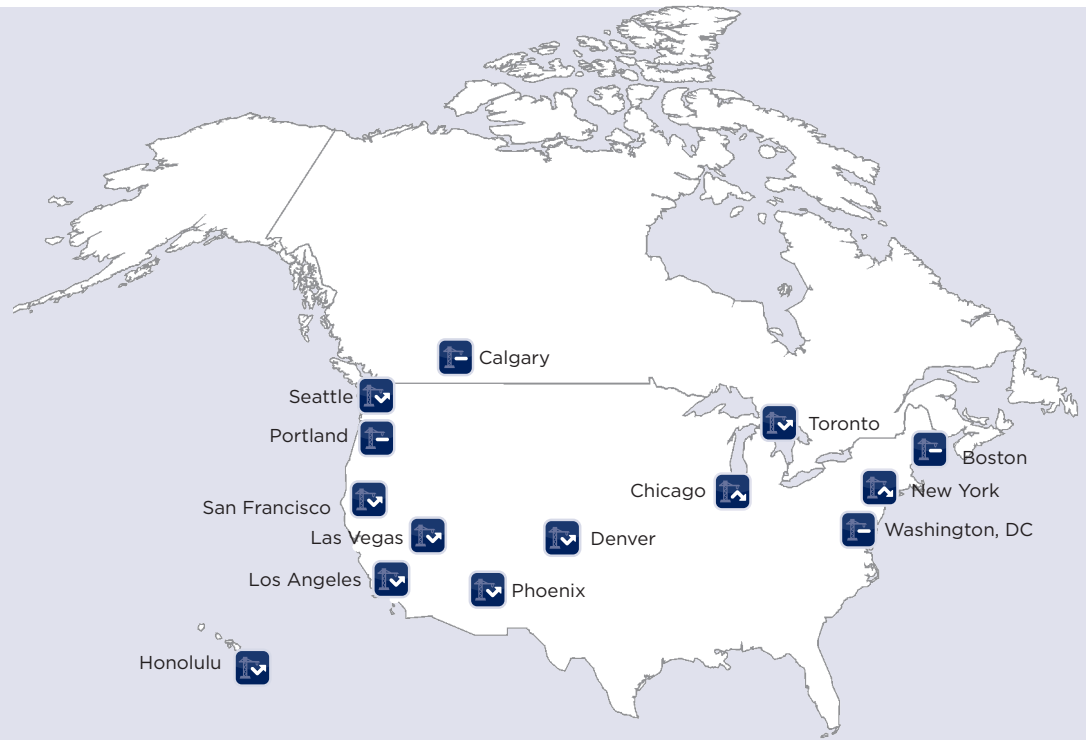 Calgary
Seattle
Toronto
Portland
Boston
Chicago
New York
San Francisco
Washington, DC
Las Vegas
Denver
Los Angeles
Phoenix
Honolulu